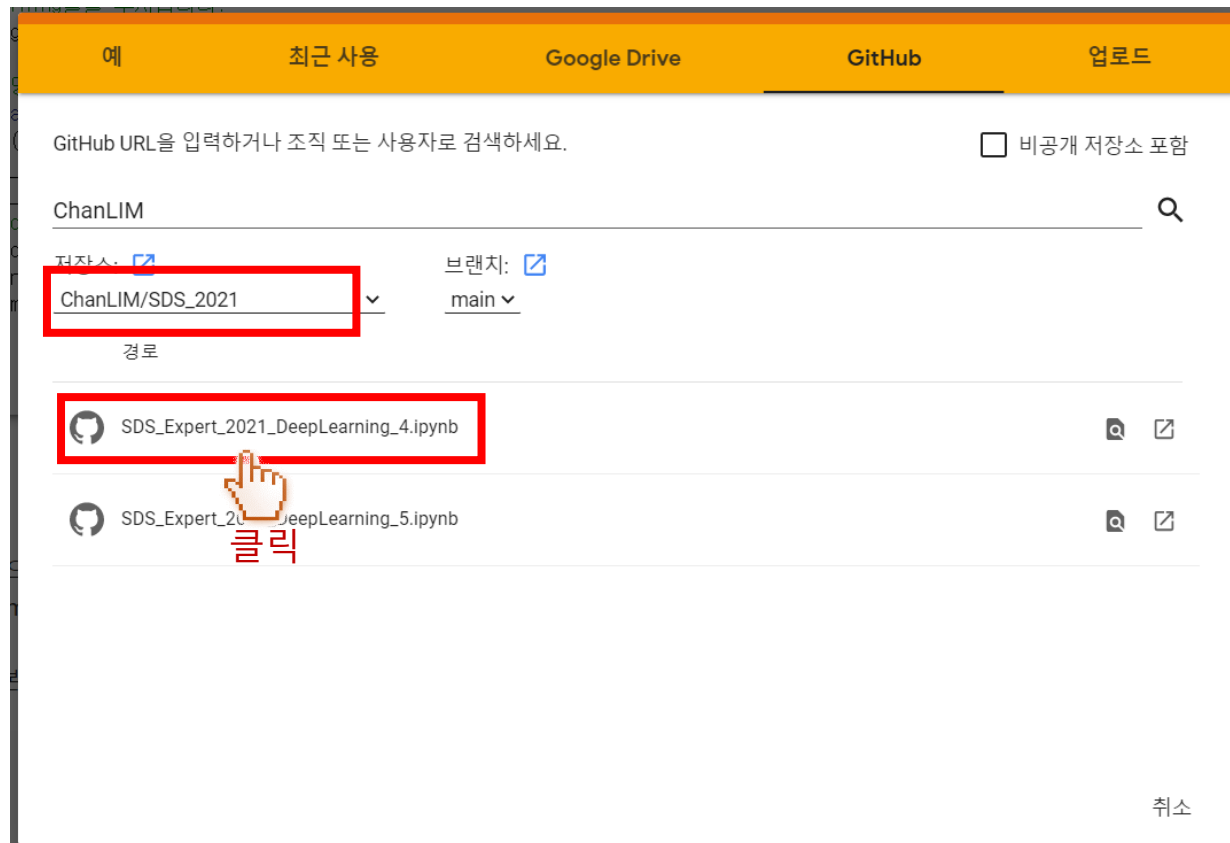 예 최근 사용 Google Drive GitHub 업로드
GitHub URL을 입력하거나 조직 또는 사용자로 검색하세요. 비공개 저장소 포함
ChanLIM
저장소: 브랜치:
ChanLIM/SDS_2021 main
경로
SDS_Expert_2021_DeepLearning_4.ipynb
SDS_Expert_20 DeepLearning_5.ipynb
클릭
취소